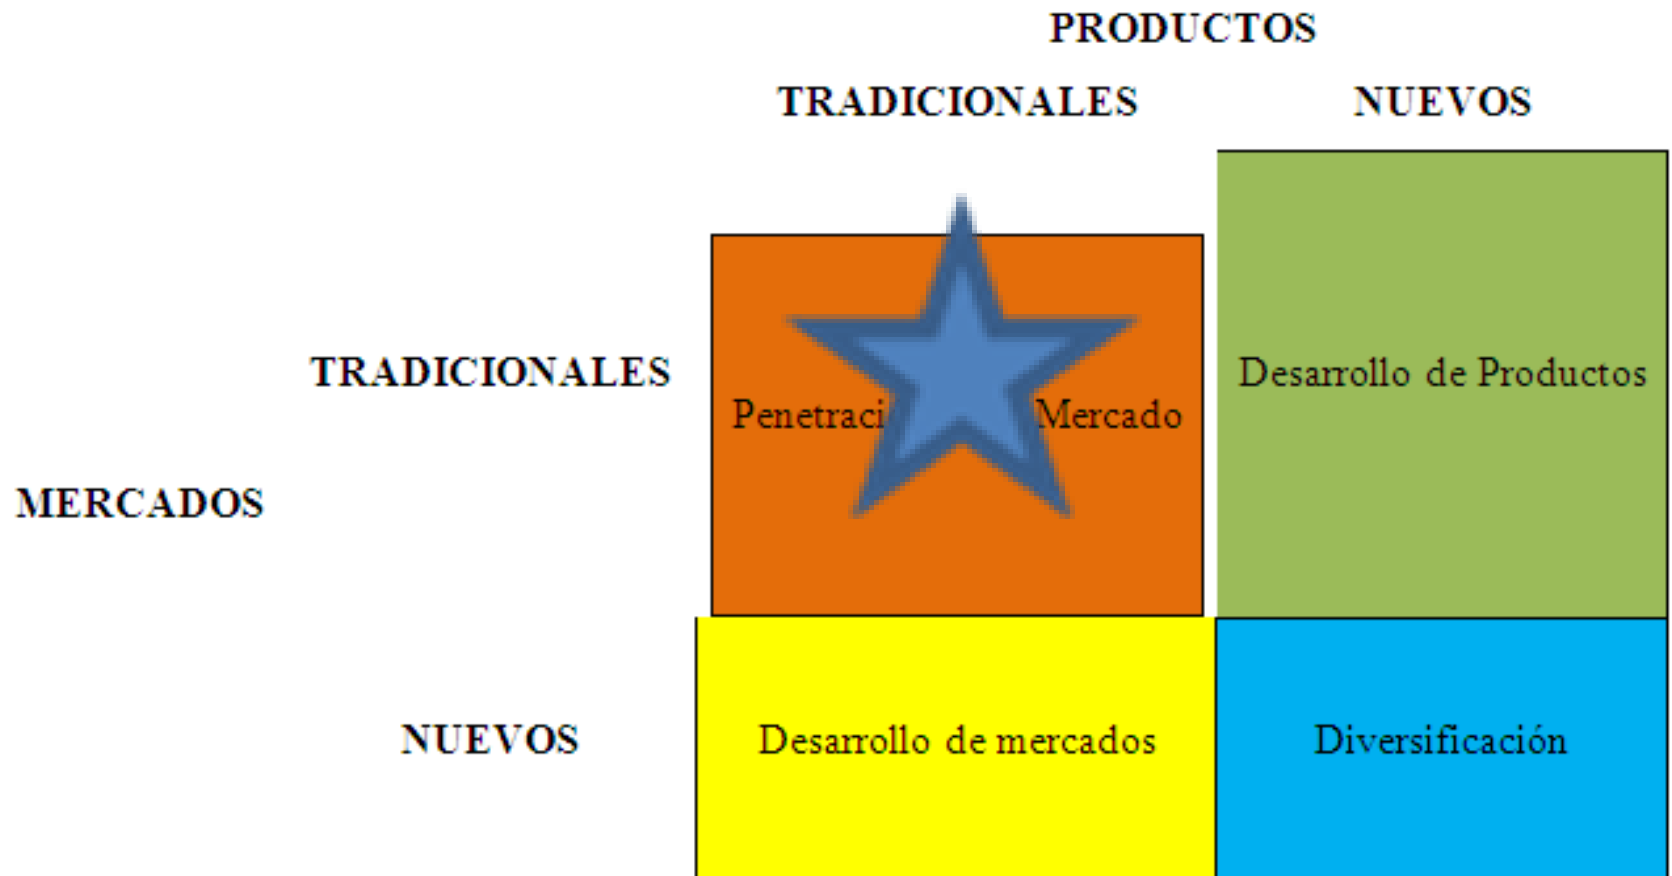 PRODUCTOS
TRADICIONALES NUEVOS
TRADICIONALES
Desarrollo de Productos
Penetraci Mercado
MERCADOS
NUEVOS
Desarrollo de mercados
Diversificación